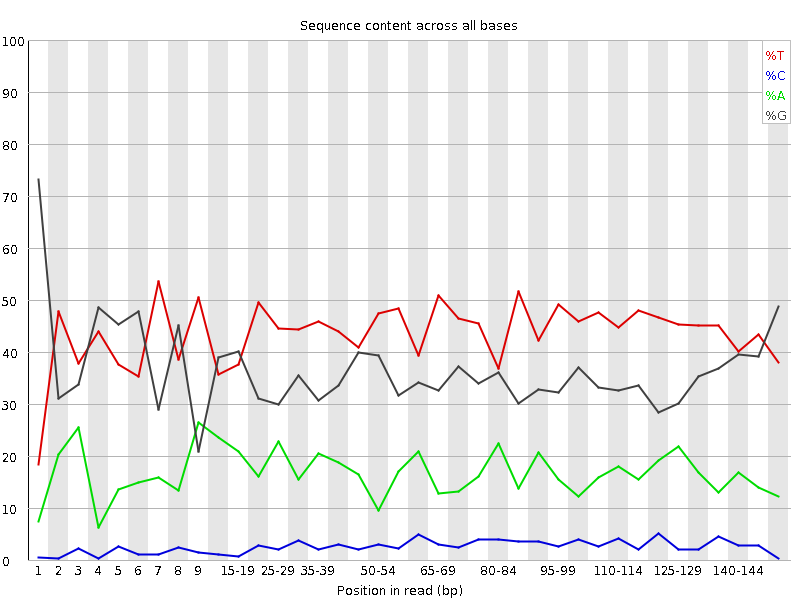 Sequence content across all bases
100
90
80
70
60
50
40
30
20
10
0
%T
%C
%A
%G
1 2 3 4 5 6 7 8 9 15-19 25-29 35-39 50-54 65-69 80-84 95-99 110-114 125-129 140-144
Position in read (bp)